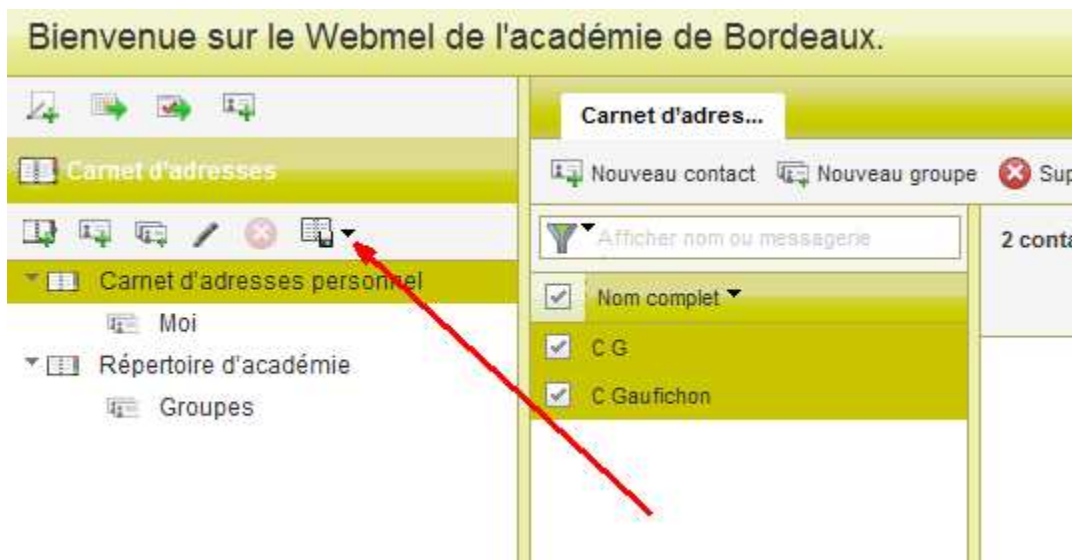 Bienvenue sur le Webmel de l'académie de Bordeaux.
Carnet d'adresses
Carnet d'adresses personnel
Moi
Répertoire d'académie
Groupes
Carnet d'adres...
Nouveau contact Nouveau groupe Sup
Afficher nom ou messagerie
2 conta
Nom complet
C G
C Gaufichon